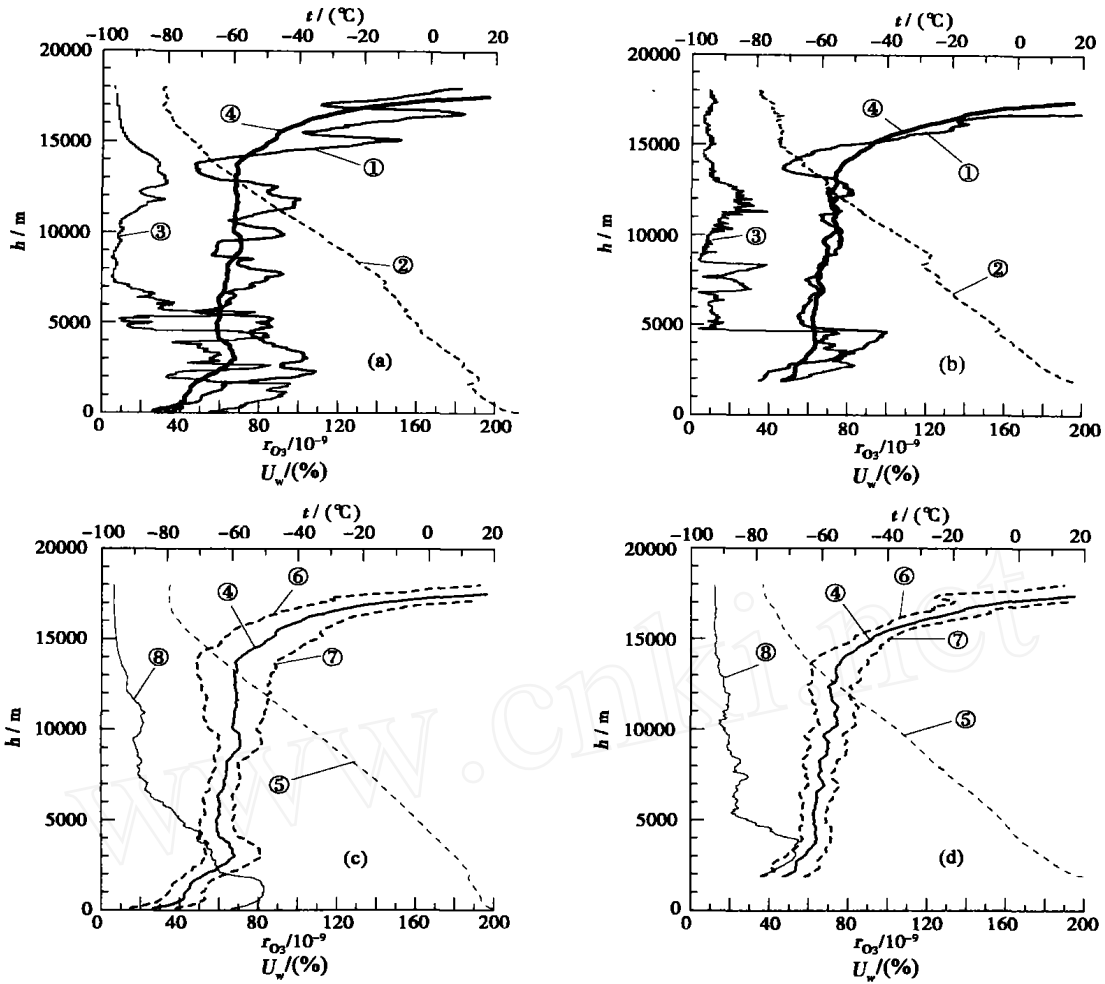 t / (℃)
-100 -80 -60 -40 -20 0 20
20000
15000
10000
5000
0
h / m
④
①
③
②
(a)
40 80 120 160 200
r_O3/10⁻⁹
U_w/(%)
t / (℃)
-100 -80 -60 -40 -20 0 20
20000
15000
10000
5000
0
h / m
④
①
③
②
(b)
40 80 120 160 200
r_O3/10⁻⁹
U_w/(%)
t / (℃)
-100 -80 -60 -40 -20 0 20
20000
15000
10000
5000
0
h / m
④
⑥
⑧
⑦
⑤
(c)
0 40 80 120 160 200
r_O3/10⁻⁹
U_w/(%)
t / (℃)
-100 -80 -60 -40 -20 0 20
20000
15000
10000
5000
0
h / m
④
⑥
⑧
⑦
⑤
(d)
0 40 80 120 160 200
r_O3/10⁻⁹
U_w/(%)
www.cnki.net